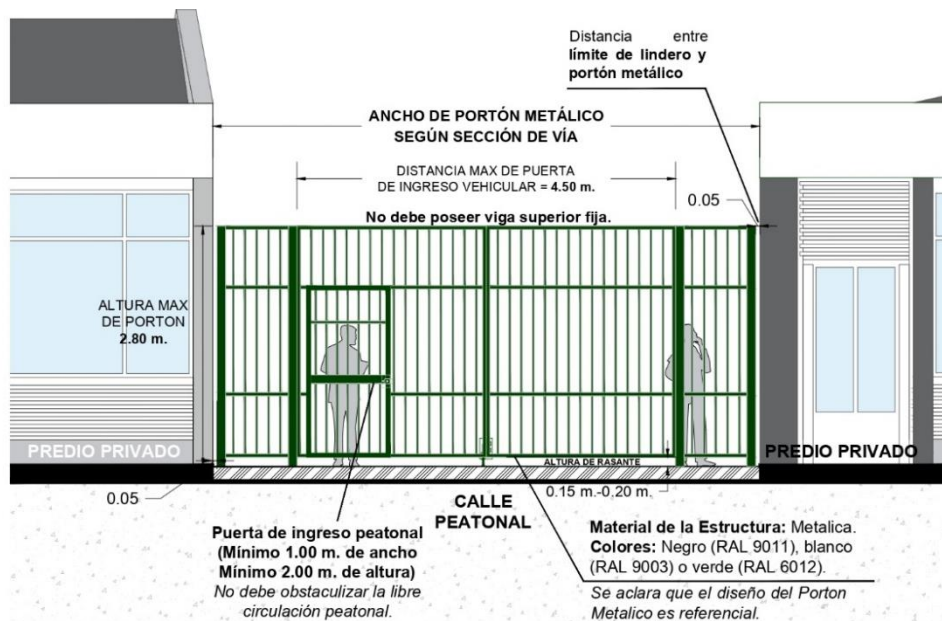 Distancia entre
límite de lindero y
portón metálico
ANCHO DE PORTÓN METÁLICO
SEGÚN SECCIÓN DE VÍA
DISTANCIA MAX DE PUERTA
DE INGRESO VEHICULAR = 4.50 m.
0.05
No debe poseer viga superior fija.
ALTURA MAX
DE PORTON
2.80 m.
PREDIO PRIVADO
PREDIO PRIVADO
ALTURA DE RASANTE
0.05
CALLE
PEATONAL
0.15 m.-0,20 m.
Puerta de ingreso peatonal
(Mínimo 1.00 m. de ancho
Mínimo 2.00 m. de altura)
No debe obstaculizar la libre
circulación peatonal.
Material de la Estructura: Metalica.
Colores: Negro (RAL 9011), blanco
(RAL 9003) o verde (RAL 6012).
Se aclara que el diseño del Porton
Metalico es referencial.